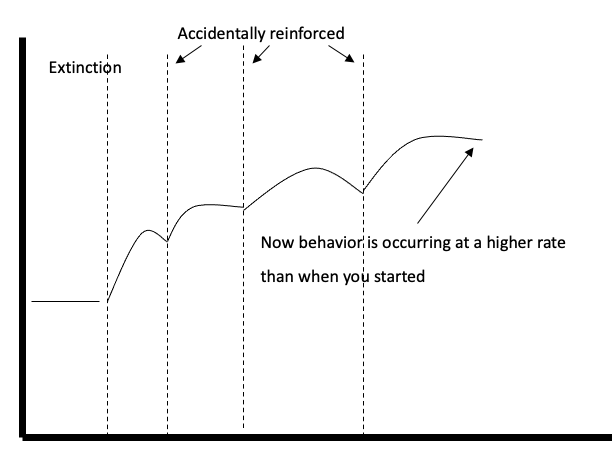 Accidentally reinforced
Extinction
Now behavior is occurring at a higher rate
than when you started